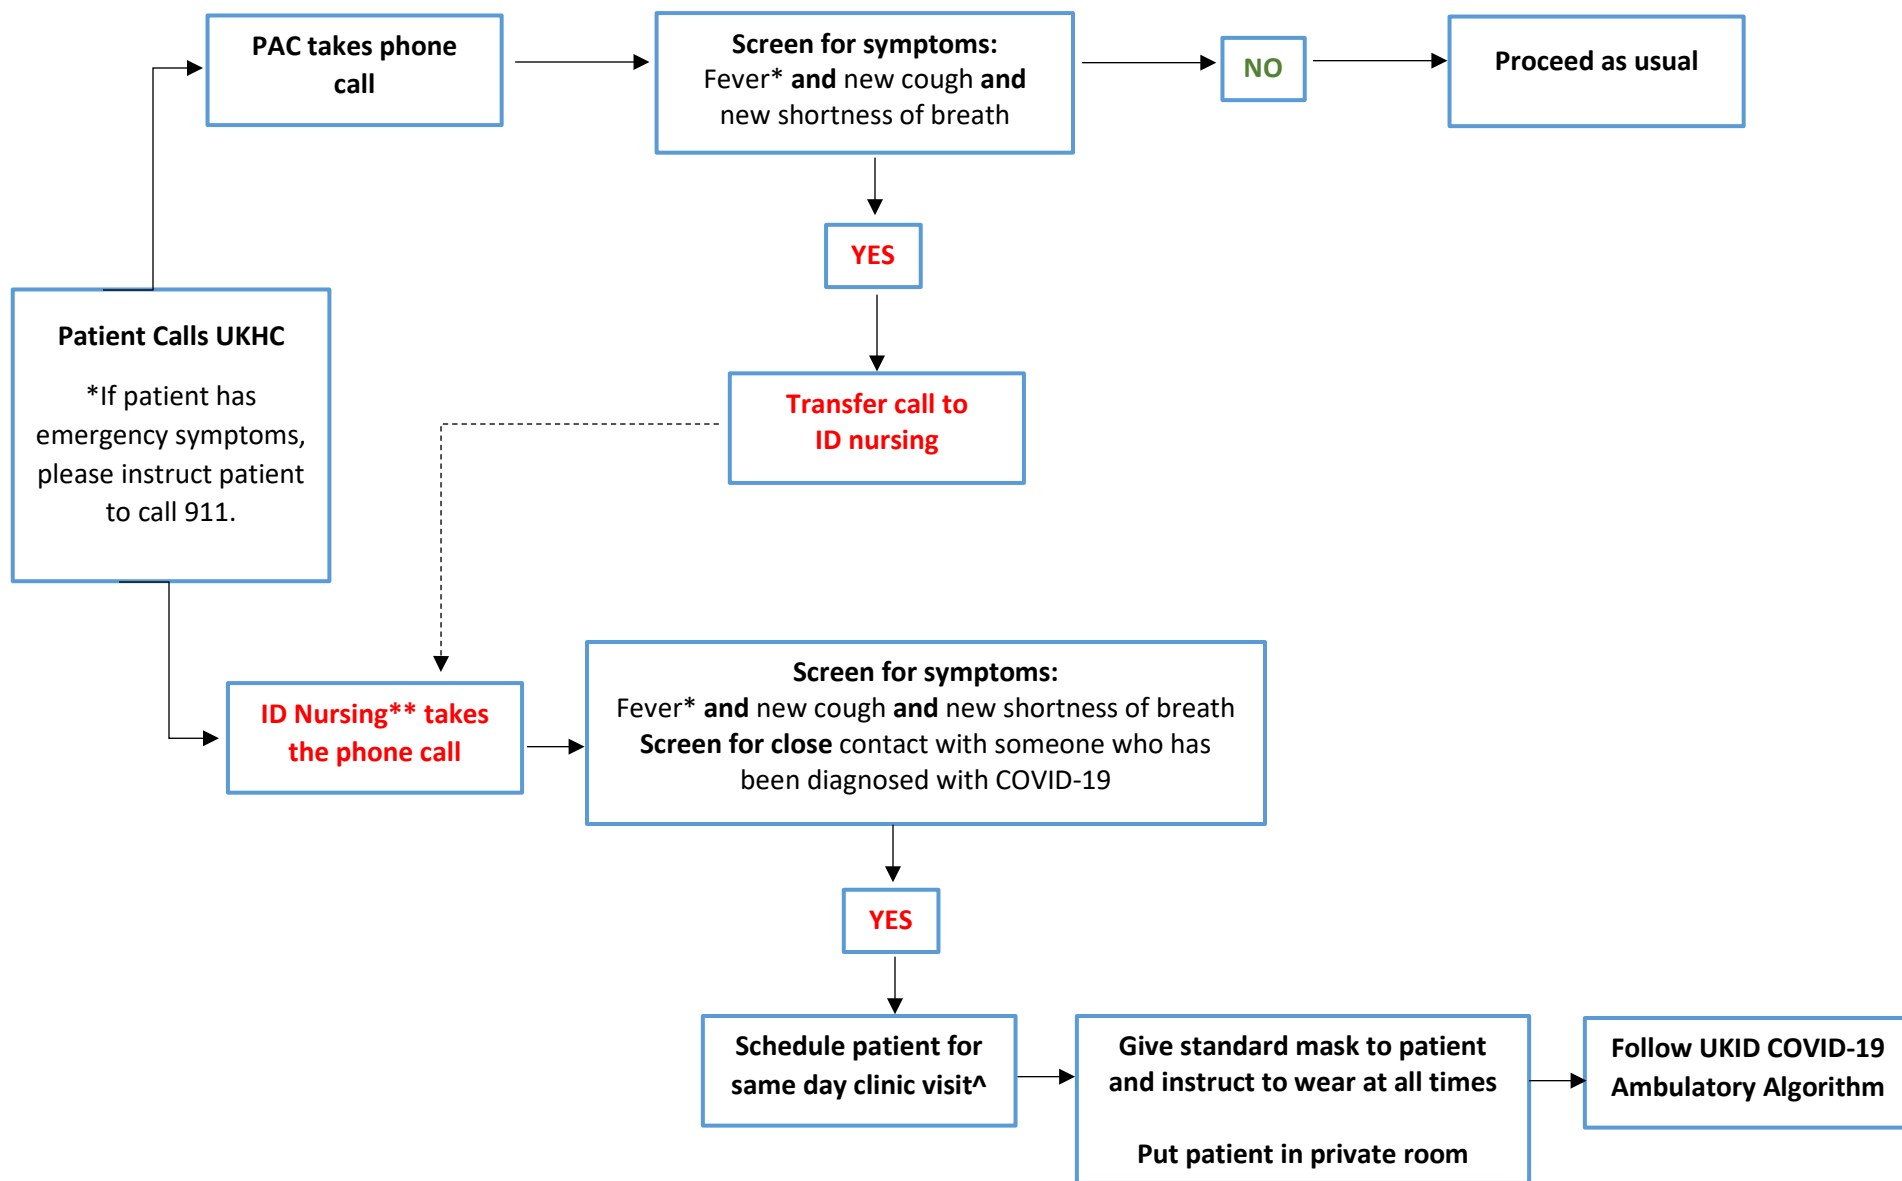 PAC takes phone
call
Screen for symptoms:
Fever* and new cough and
new shortness of breath
NO
Proceed as usual
YES
Patient Calls UKHC
*If patient has
emergency symptoms,
please instruct patient
to call 911.
Transfer call to
ID nursing
ID Nursing** takes
the phone call
Screen for symptoms:
Fever* and new cough and new shortness of breath
Screen for close contact with someone who has
been diagnosed with COVID-19
YES
Schedule patient for
same day clinic visit^
Give standard mask to patient
and instruct to wear at all times
Put patient in private room
Follow UKID COVID-19
Ambulatory Algorithm